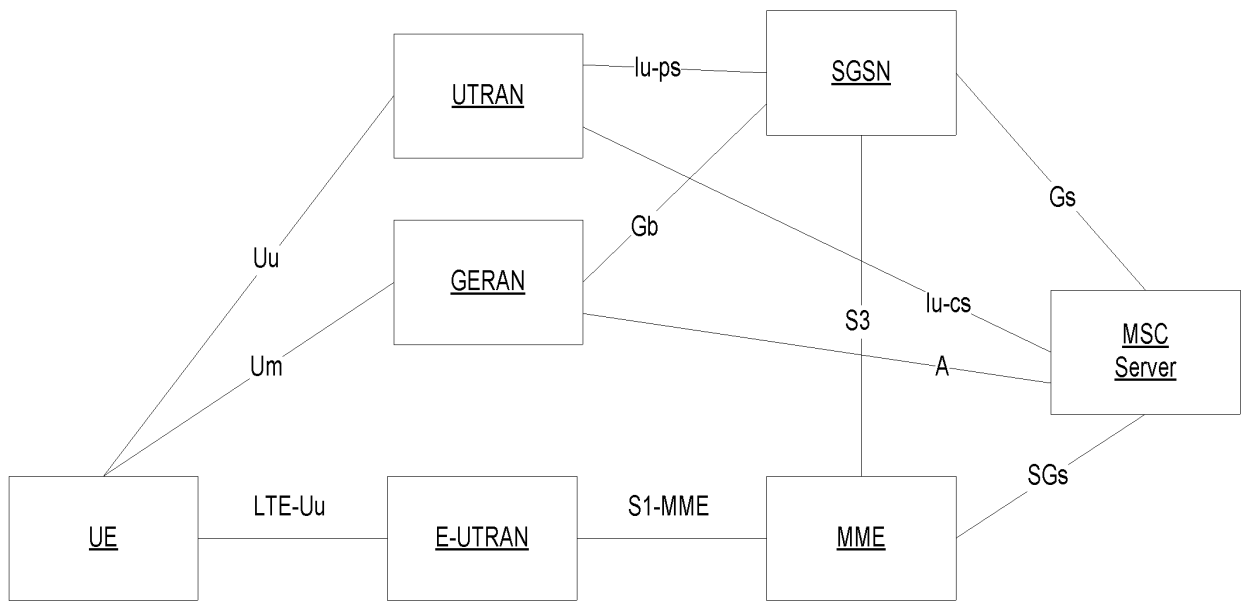 Iu-ps
SGSN
UTRAN
Gs
Gb
Uu
GERAN
Iu-cs
S3
MSC
Server
Um
A
SGs
LTE-Uu
S1-MME
UE
E-UTRAN
MME